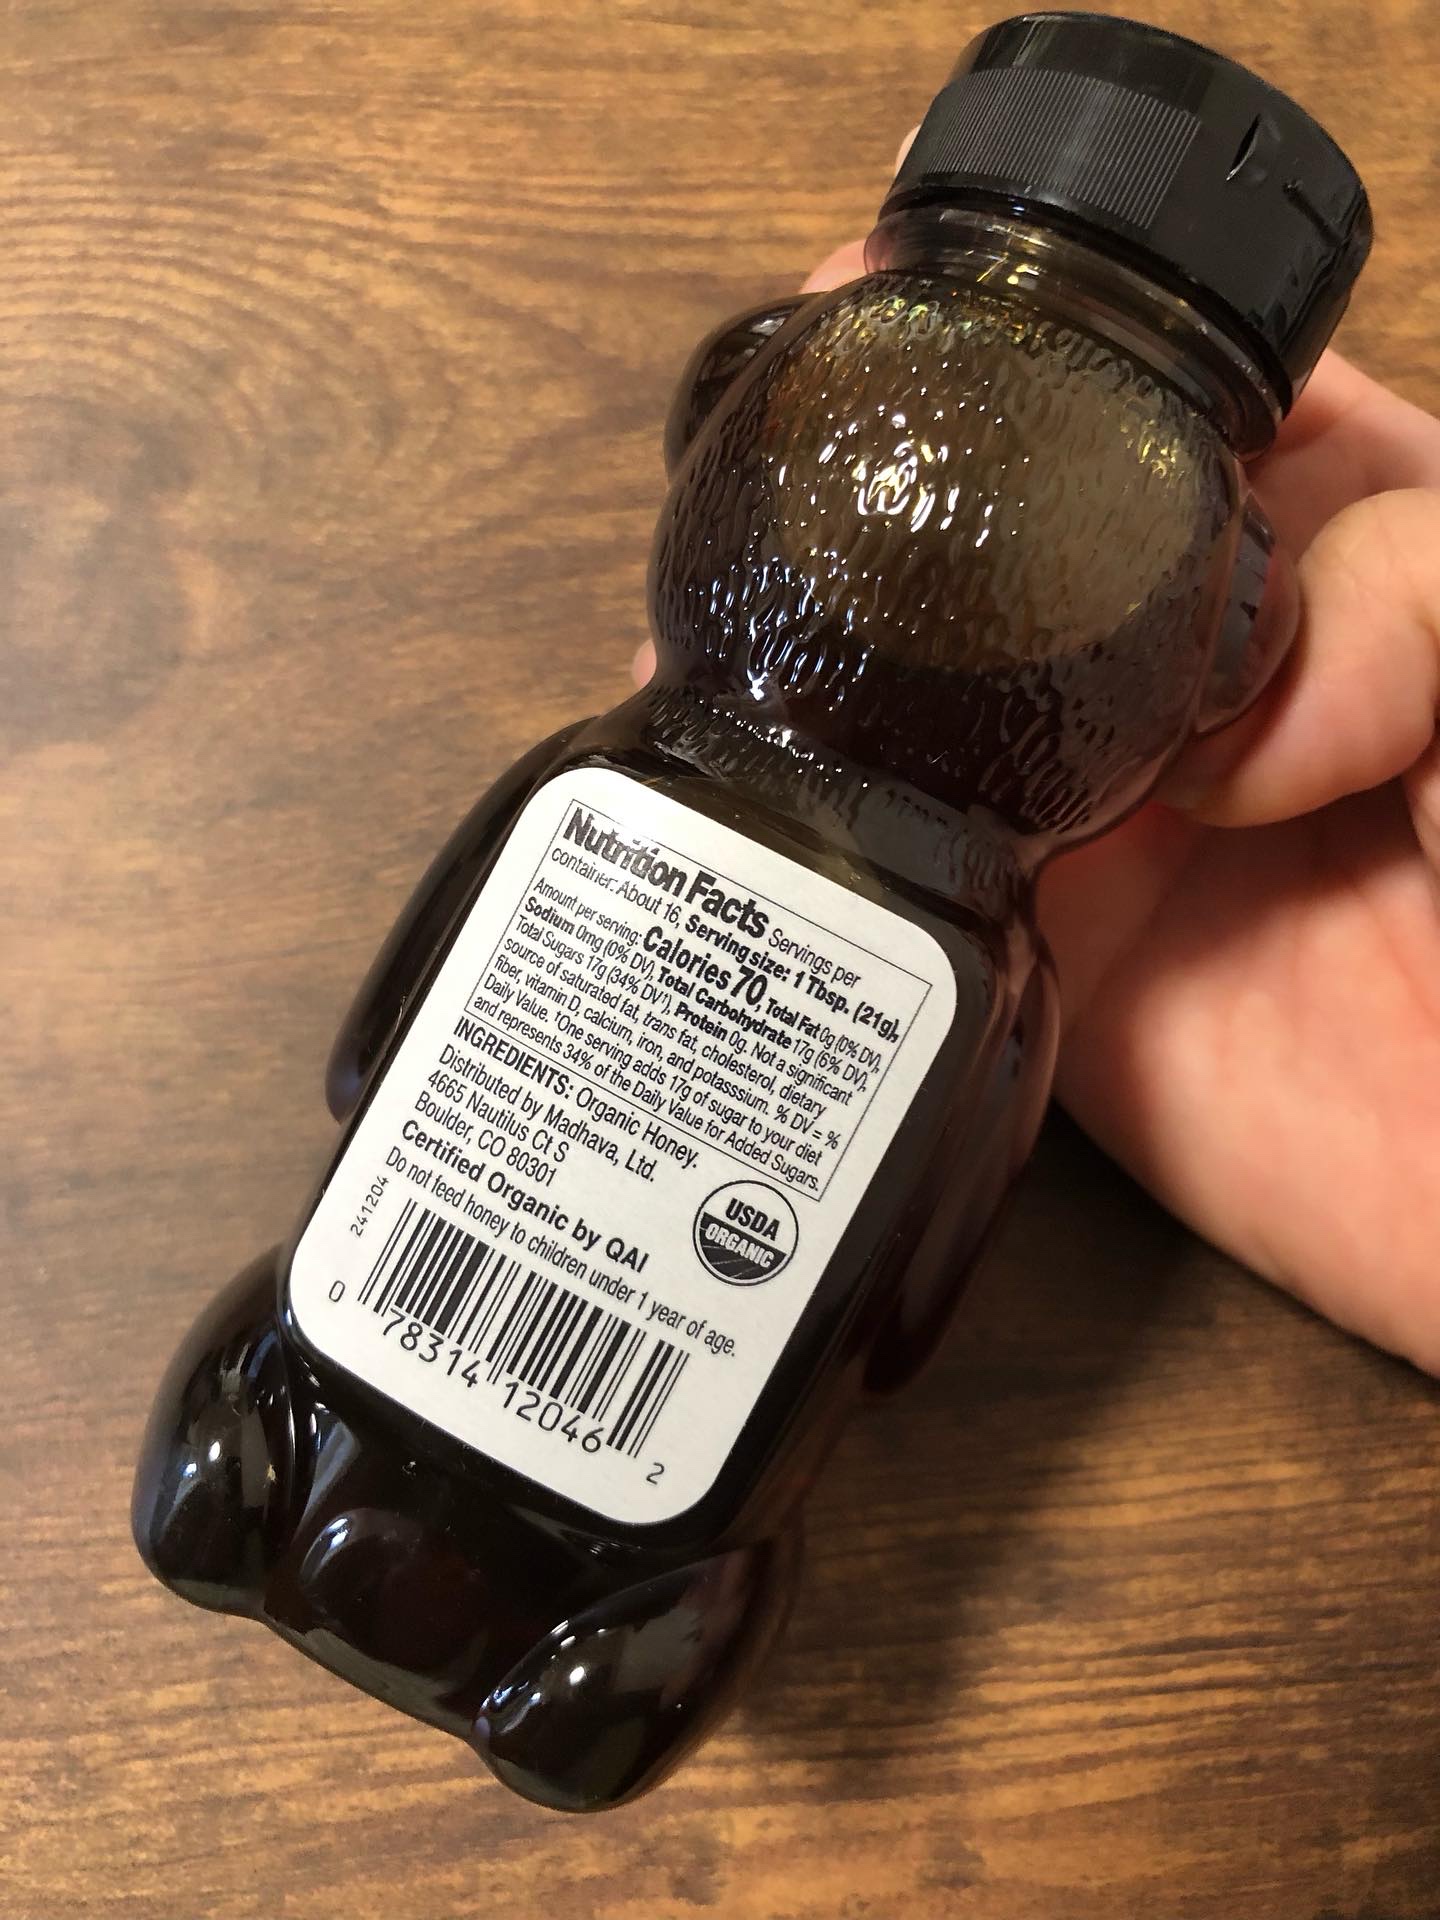 Nutrition Facts Servings per
container: About 16, Serving size: 1 Tbsp. (21g),
Amount per serving: Calories 70, Total Fat 0g (0% DV),
Sodium 0mg (0% DV), Total Carbohydrate 17g (6% DV),
Total Sugars 17g (34% DV†), Protein 0g. Not a significant
source of saturated fat, trans fat, cholesterol, dietary
fiber, vitamin D, calcium, iron, and potasssium. % DV = %
Daily Value. †One serving adds 17g of sugar to your diet
and represents 34% of the Daily Value for Added Sugars.
INGREDIENTS: Organic Honey.
Distributed by Madhava, Ltd.
4665 Nautilus Ct S
Boulder, CO 80301
Certified Organic by QAI
Do not feed honey to children under 1 year of age.
USDA
ORGANIC
241204
0 78314 12046 2